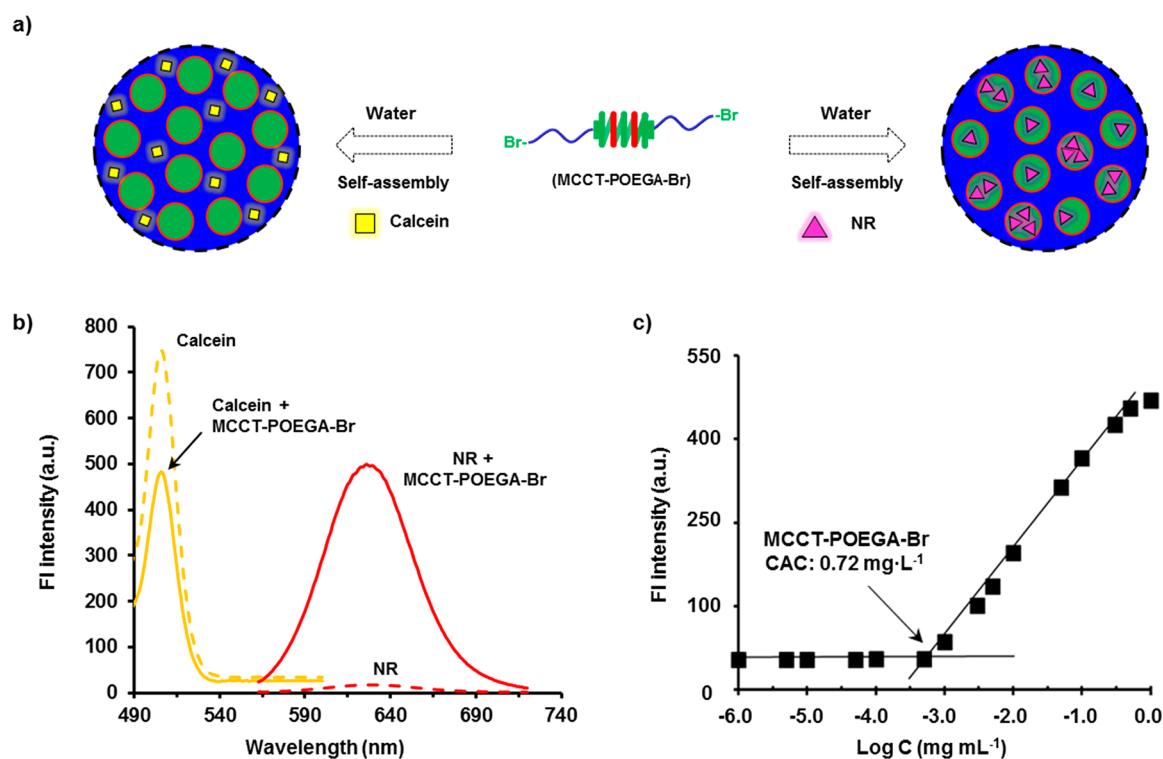 a)
Water
Self-assembly
Calcein
Br-
-Br
(MCCT-POEGA-Br)
Water
Self-assembly
NR
b)
800
700
600
500
400
300
200
100
0
490
540
590
640
690
740
FI intensity (a.u.)
Wavelength (nm)
Calcein
Calcein +
MCCT-POEGA-Br
NR +
MCCT-POEGA-Br
NR
c)
550
400
250
100
0
-6.0
-5.0
-4.0
-3.0
-2.0
-1.0
0.0
FI intensity (a.u.)
Log C (mg mL⁻¹)
MCCT-POEGA-Br
CAC: 0.72 mg·L⁻¹